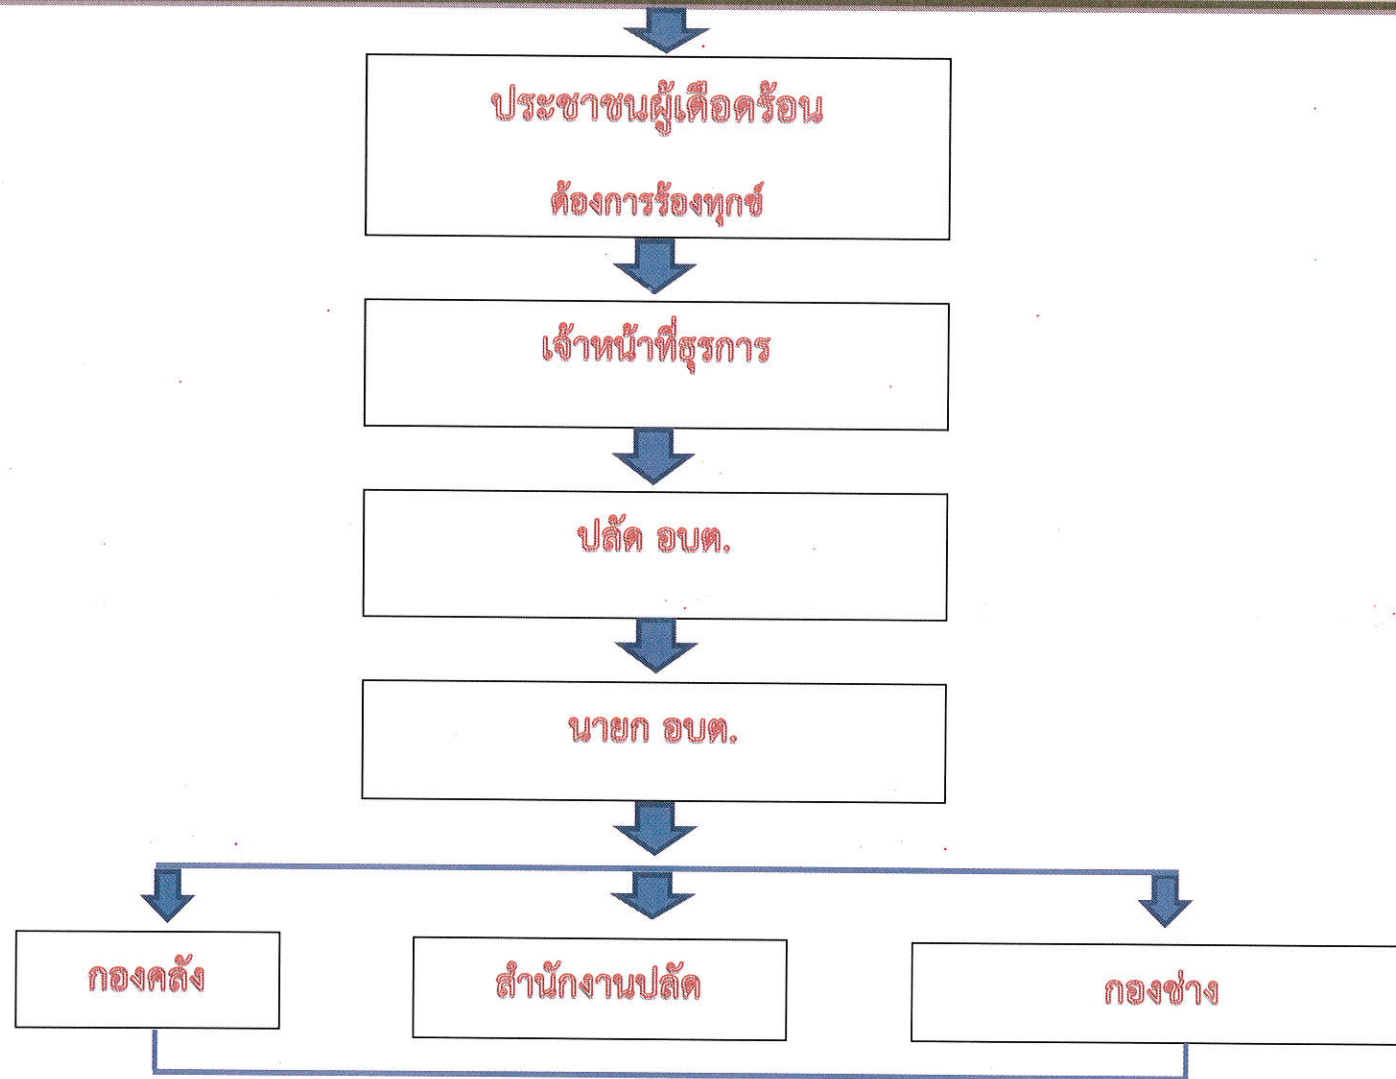 ประชาชนผู้เดือดร้อน
ต้องการร้องทุกข์
เจ้าหน้าที่ธุรการ
ปลัด อบต.
นายก อบต.
กองคลัง
สำนักงานปลัด
กองช่าง